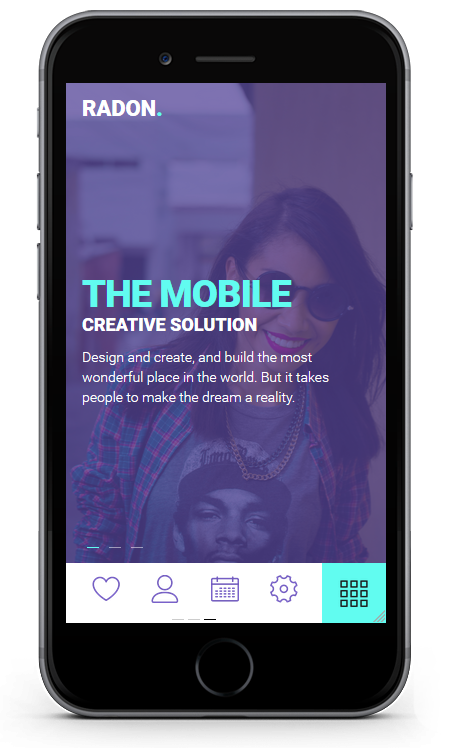 RADON.
THE MOBILE
CREATIVE SOLUTION
Design and create, and build the most
wonderful place in the world. But it takes
people to make the dream a reality.